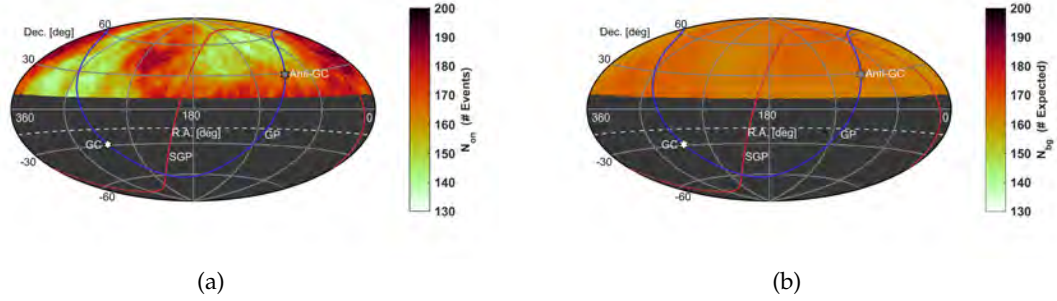 Dec. [deg]
60
30
Anti-GC
360
180
0
R.A. [deg]
GC
GP
-30
SGP
-60
200
190
180
170
160
150
140
130
N_on (# Events)
(a)
Dec. [deg]
60
30
Anti-GC
360
180
0
R.A. [deg]
GC
GP
-30
SGP
-60
200
190
180
170
160
150
140
130
N_bg (# Expected)
(b)